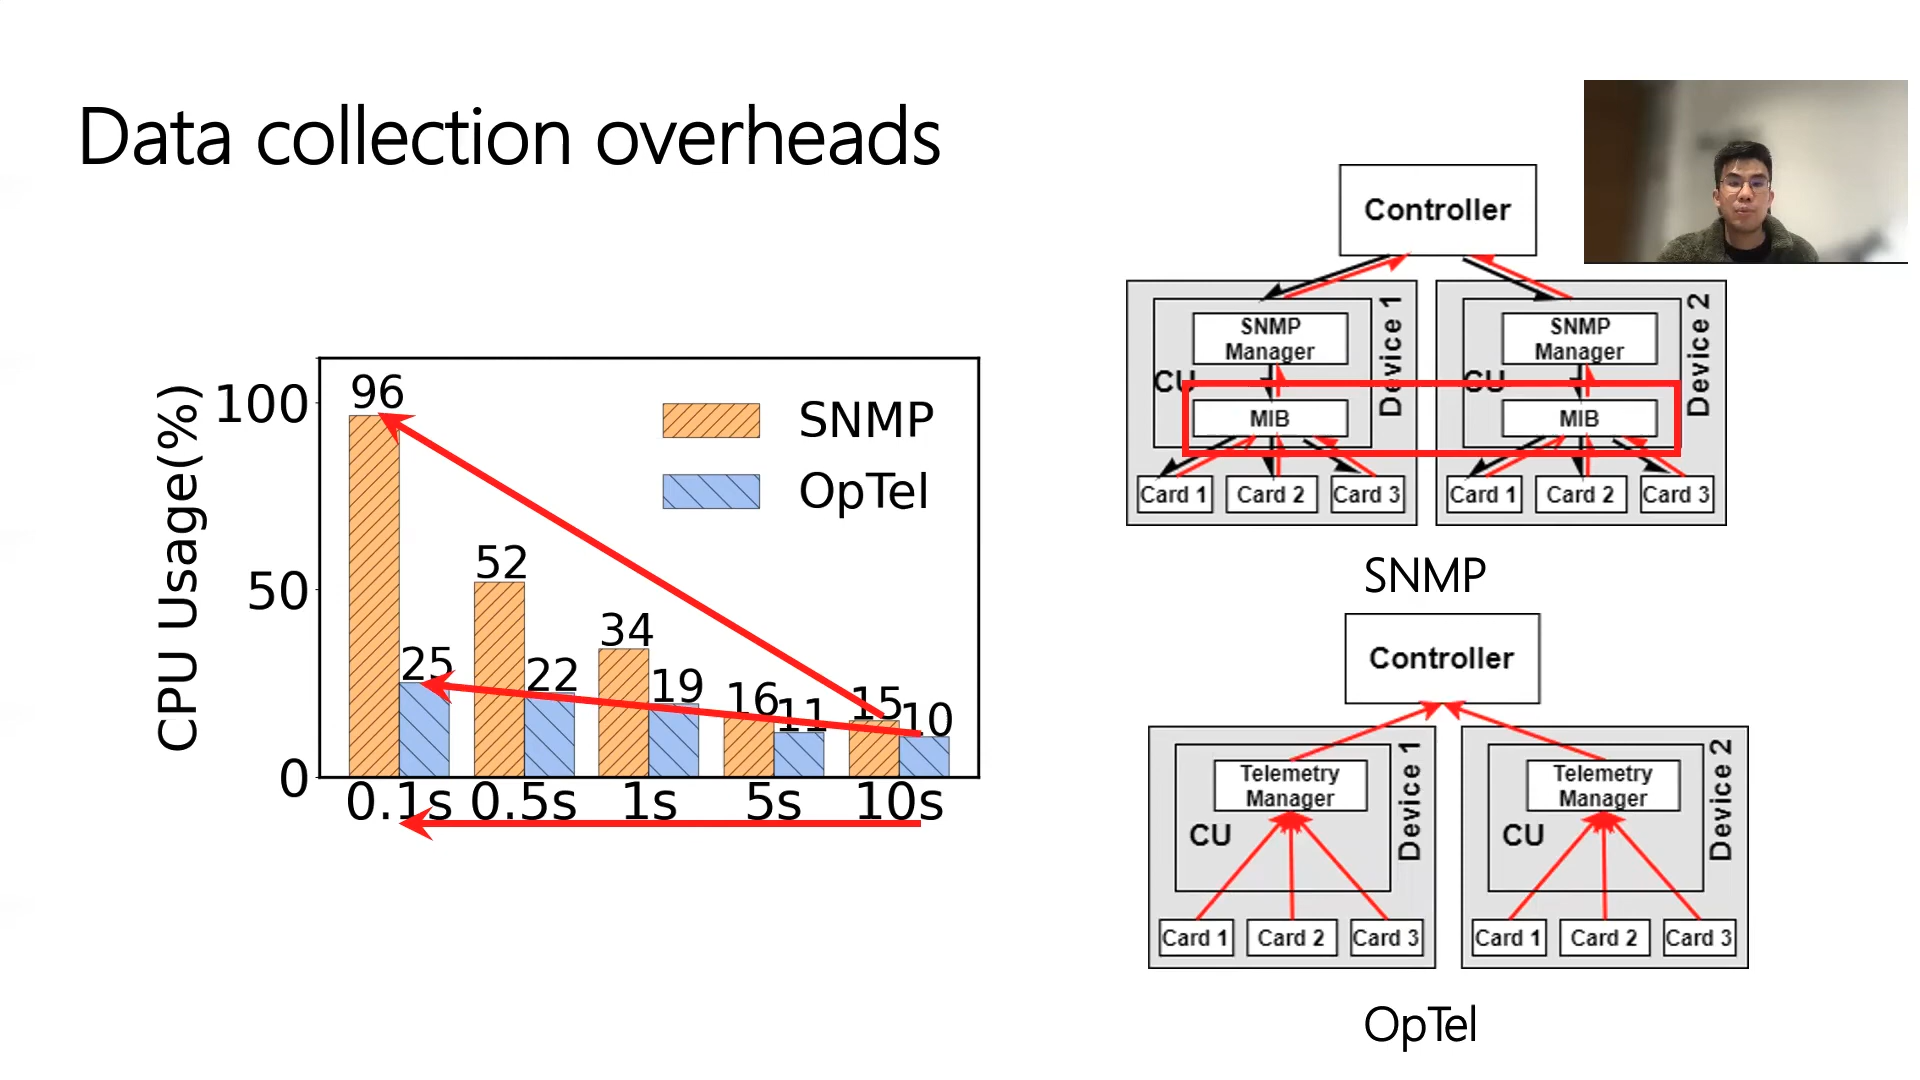 Data collection overheads
CPU Usage(%)
100
50
0
96
25
52
22
34
19
16
11
15
10
SNMP
OpTel
0.1s
0.5s
1s
5s
10s
Controller
SNMP
Manager
CU
MIB
Device 1
Card 1
Card 2
Card 3
SNMP
Manager
CU
MIB
Device 2
Card 1
Card 2
Card 3
SNMP
Controller
Telemetry
Manager
CU
Device 1
Card 1
Card 2
Card 3
Telemetry
Manager
CU
Device 2
Card 1
Card 2
Card 3
OpTel